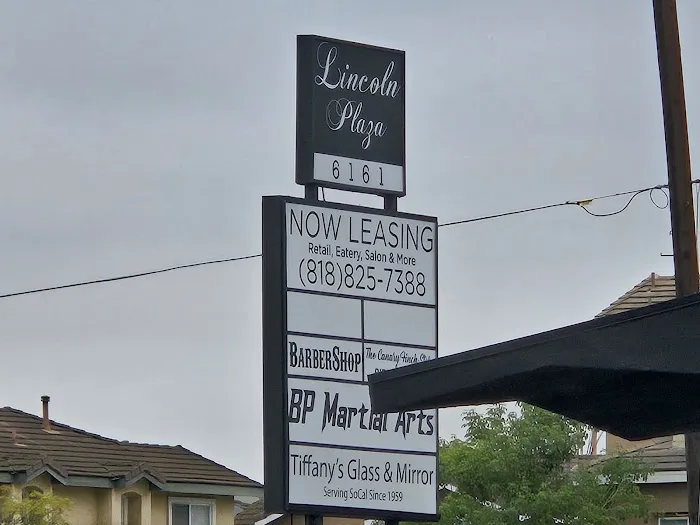 Lincoln
Plaza
6161
NOW LEASING
Retail, Eatery, Salon & More
(818)825-7388
BARBERSHOP
The Canary Finch
BP Martial Arts
Tiffany's Glass & Mirror
Serving SoCal Since 1959